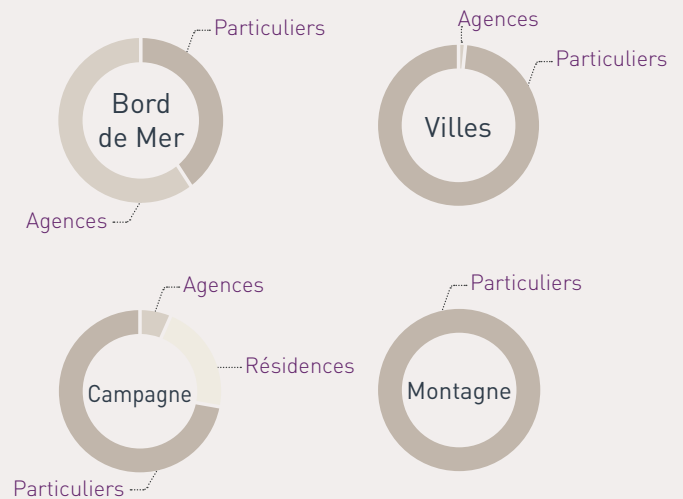 Particuliers
Bord
de Mer
Agences
Agences
Particuliers
Villes
Agences
Résidences
Campagne
Particuliers
Particuliers
Montagne